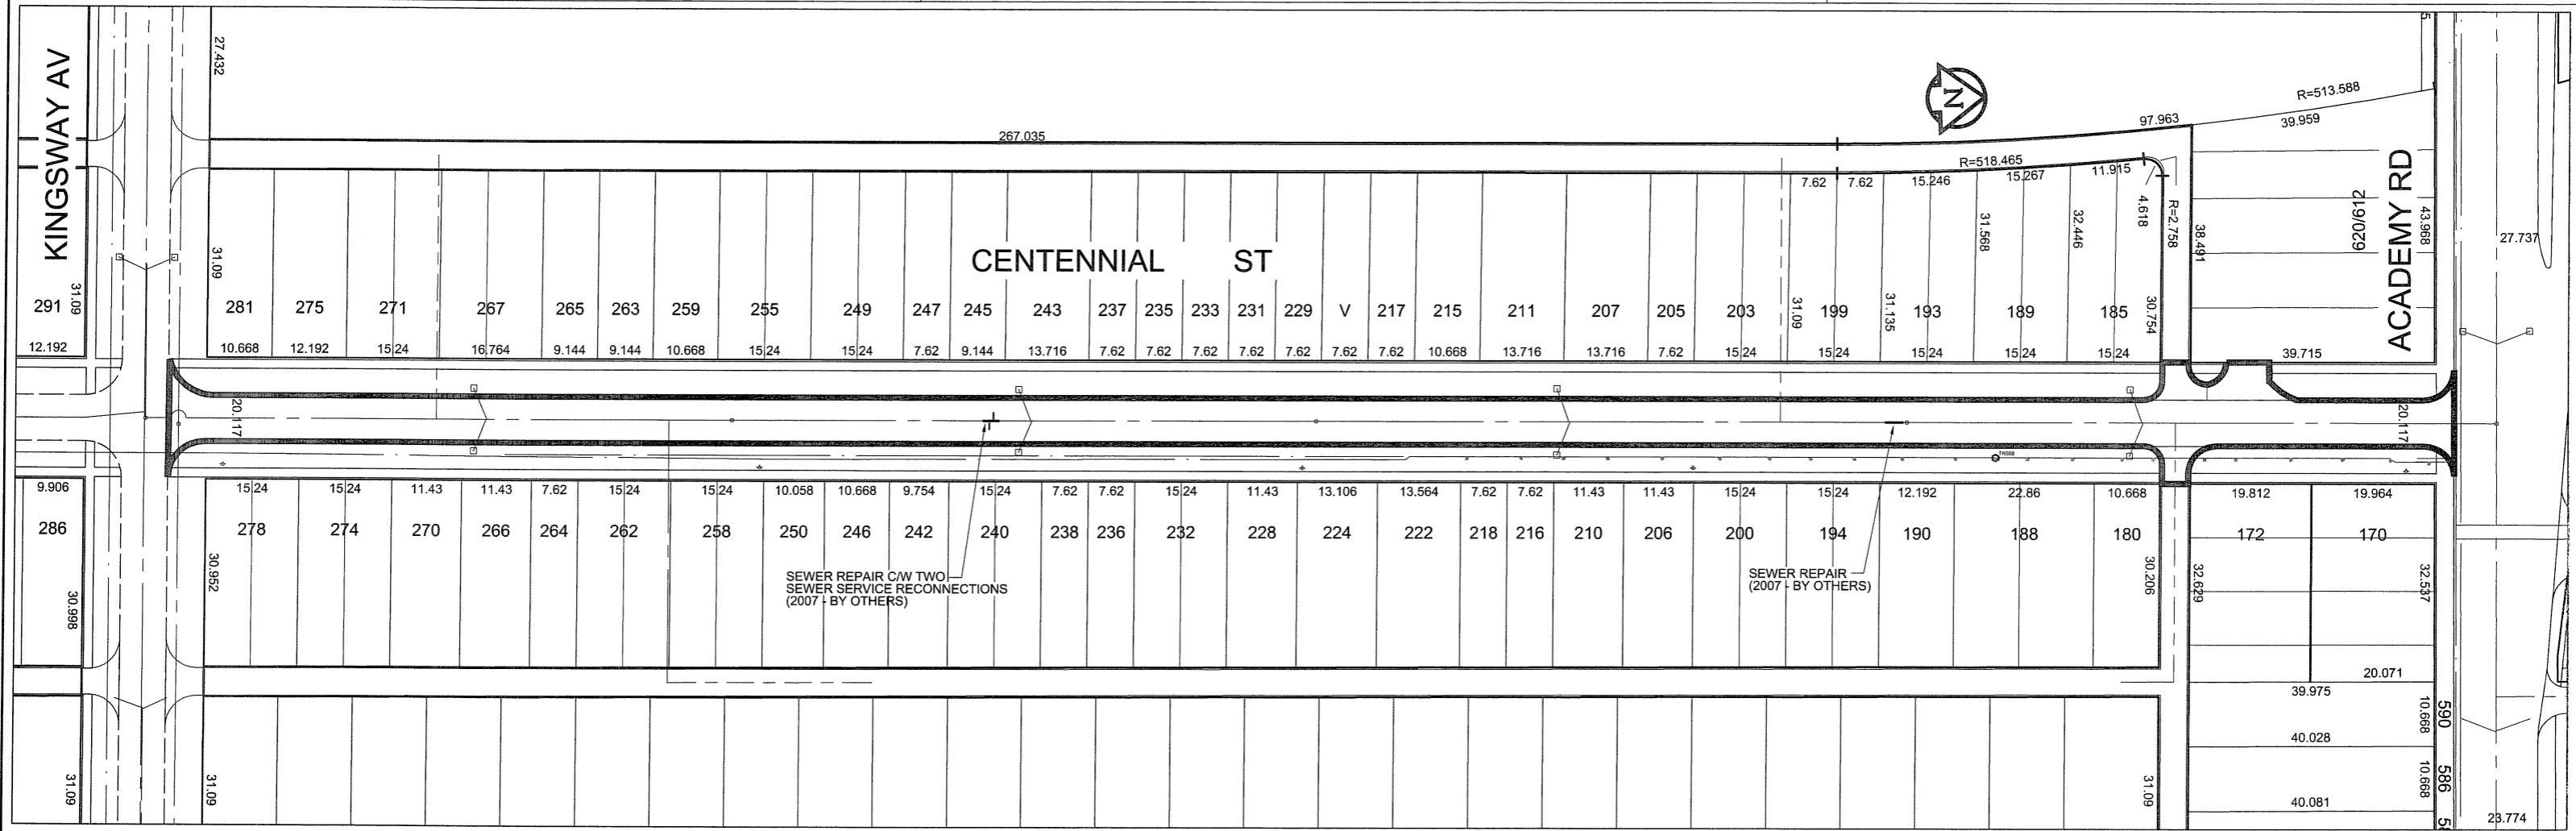 KINGSWAY AV
27.432
267.035
N
R=513.588
97.963
39.959
R=518.465
7.62 7.62 15.246 15.267 11.915
4.618
R=2.758
31.09
31.568
32.446
38.491
620/612
43.968
ACADEMY RD
27.737
CENTENNIAL ST
31.09
31.09
31.135
30.754
291 281 275 271 267 265 263 259 255 249 247 245 243 237 235 233 231 229 V 217 215 211 207 205 203 199 193 189 185
12.192 10.668 12.192 15.24 16.764 9.144 9.144 10.668 15.24 15.24 7.62 9.144 13.716 7.62 7.62 7.62 7.62 7.62 7.62 7.62 10.668 13.716 13.716 7.62 15.24 15.24 15.24 15.24 15.24 39.715
20.117
20.117
TH008
9.906 15.24 15.24 11.43 11.43 7.62 15.24 15.24 10.058 10.668 9.754 15.24 7.62 7.62 15.24 11.43 13.106 13.564 7.62 7.62 11.43 11.43 15.24 15.24 12.192 22.86 10.668 19.812 19.964
286 278 274 270 266 264 262 258 250 246 242 240 238 236 232 228 224 222 218 216 210 206 200 194 190 188 180 172 170
30.998
30.952
SEWER REPAIR C/W TWO
SEWER SERVICE RECONNECTIONS
(2007 - BY OTHERS)
SEWER REPAIR
(2007 - BY OTHERS)
30.206
32.629
32.537
20.071
39.975
10.668
590
40.028
31.09
31.09
31.09
10.668
586
40.081
23.774